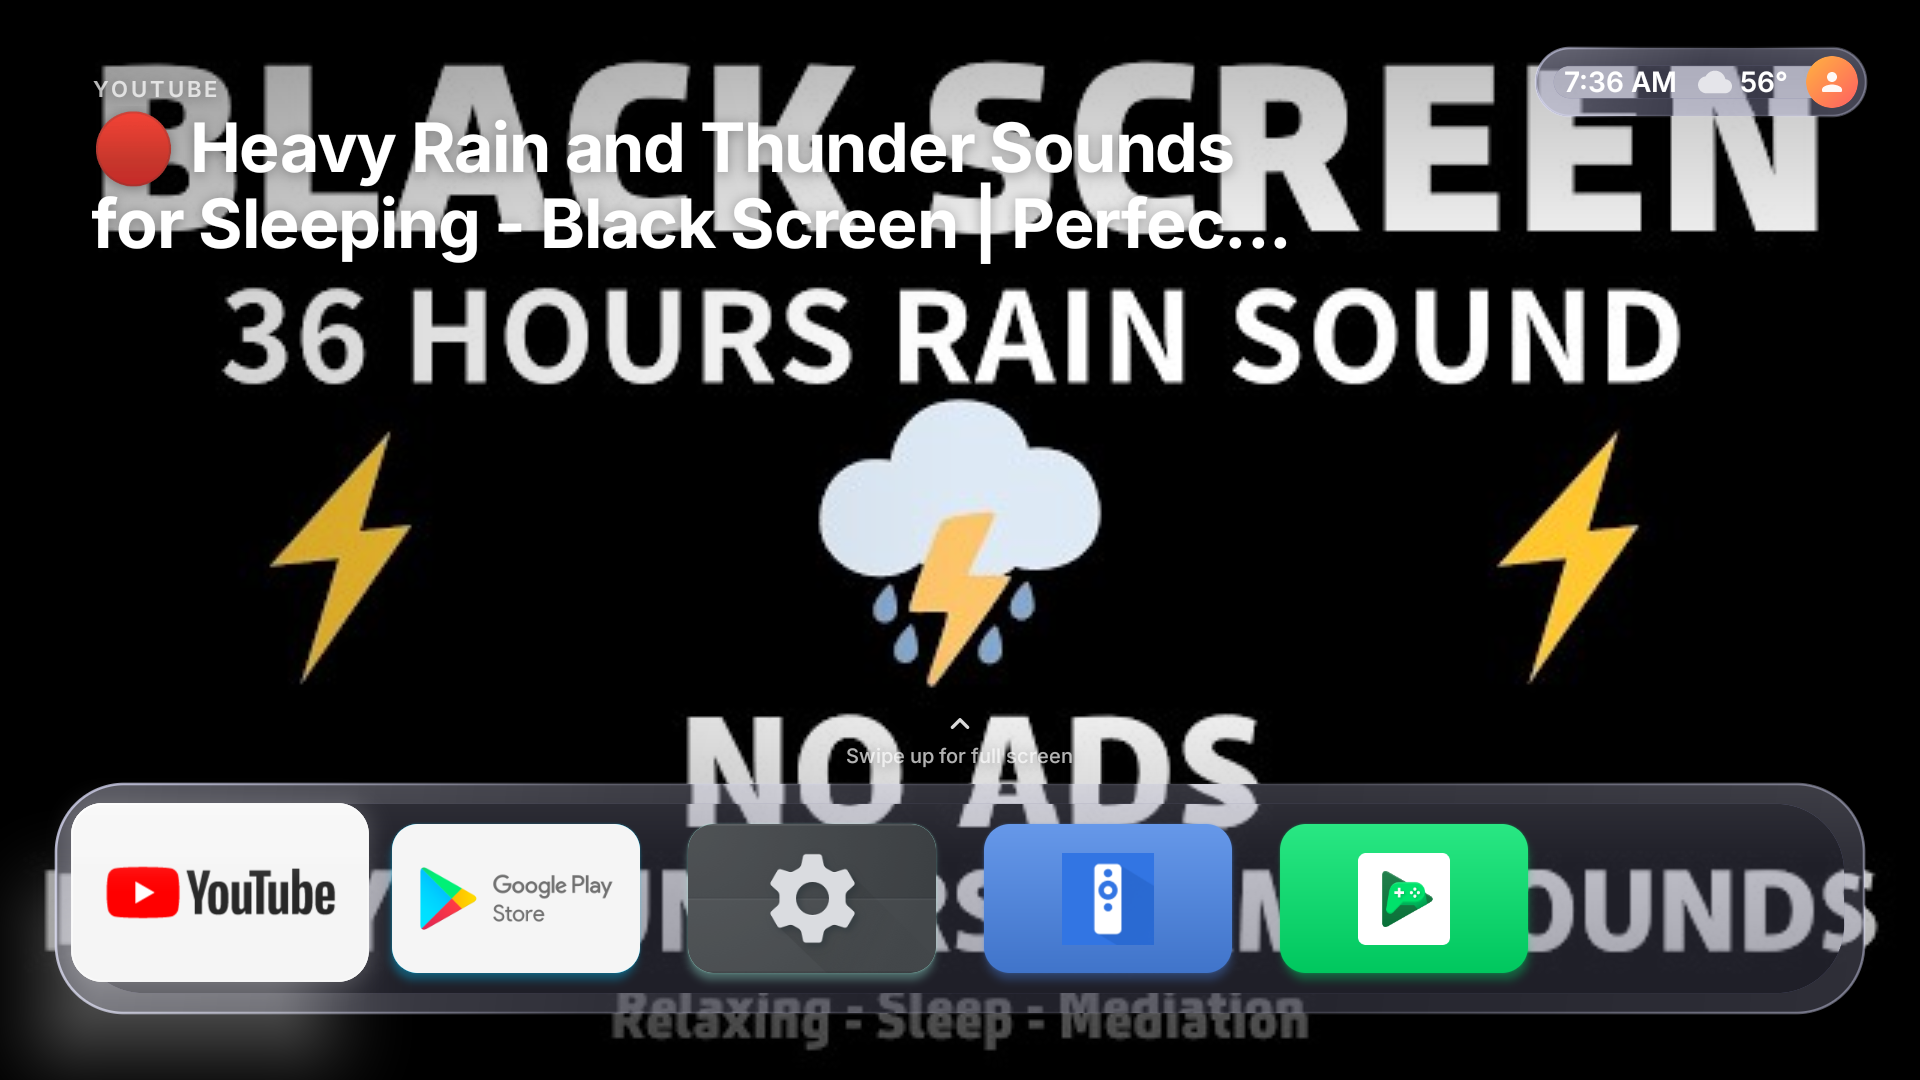 BLACK SCREEN
YOUTUBE
7:36 AM 56°
Heavy Rain and Thunder Sounds
for Sleeping - Black Screen | Perfec...
36 HOURS RAIN SOUND
NO ADS
Swipe up for full screen
YouTube
Google Play
Store
OUNDS
Relaxing - Sleep - Mediation